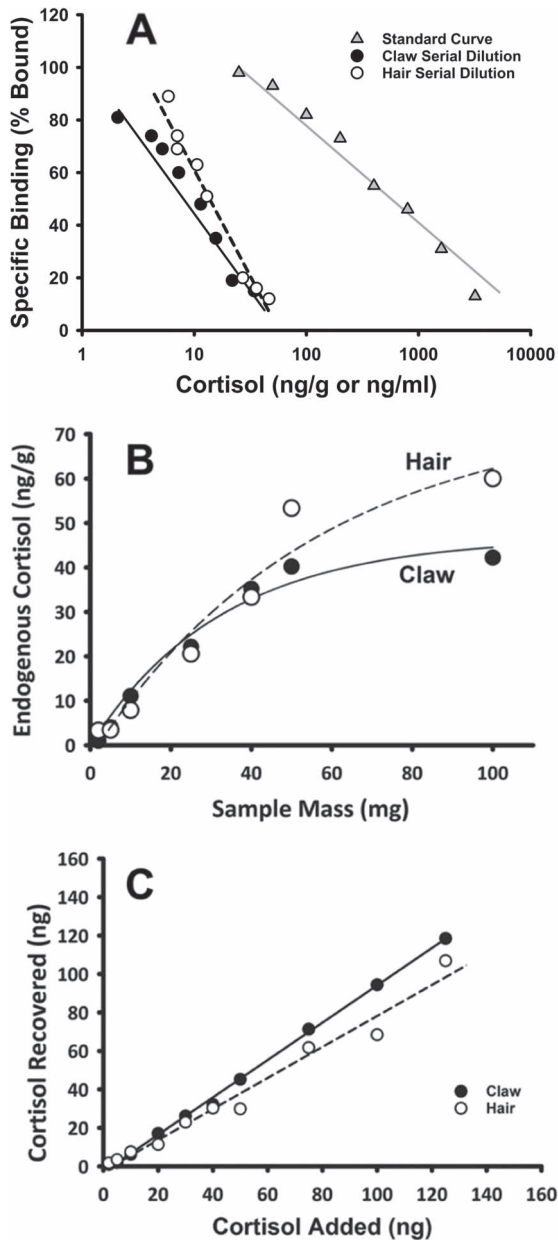 A
Standard Curve
Claw Serial Dilution
Hair Serial Dilution
Specific Binding (% Bound)
120
100
80
60
40
20
0
1 10 100 1000 10000
Cortisol (ng/g or ng/ml)
B
Hair
Claw
Endogenous Cortisol (ng/g)
70
60
50
40
30
20
10
0
0 20 40 60 80 100
Sample Mass (mg)
C
Claw
Hair
Cortisol Recovered (ng)
160
140
120
100
80
60
40
20
0
0 20 40 60 80 100 120 140 160
Cortisol Added (ng)